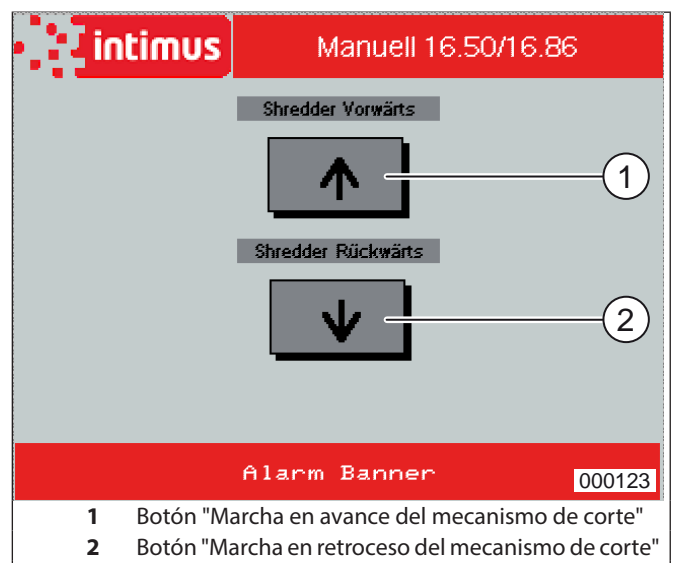 intimus Manuell 16.50/16.86
Shredder Vorwärts
1
Shredder Rückwärts
2
Alarm Banner
000123
1 Botón "Marcha en avance del mecanismo de corte"
2 Botón "Marcha en retroceso del mecanismo de corte"